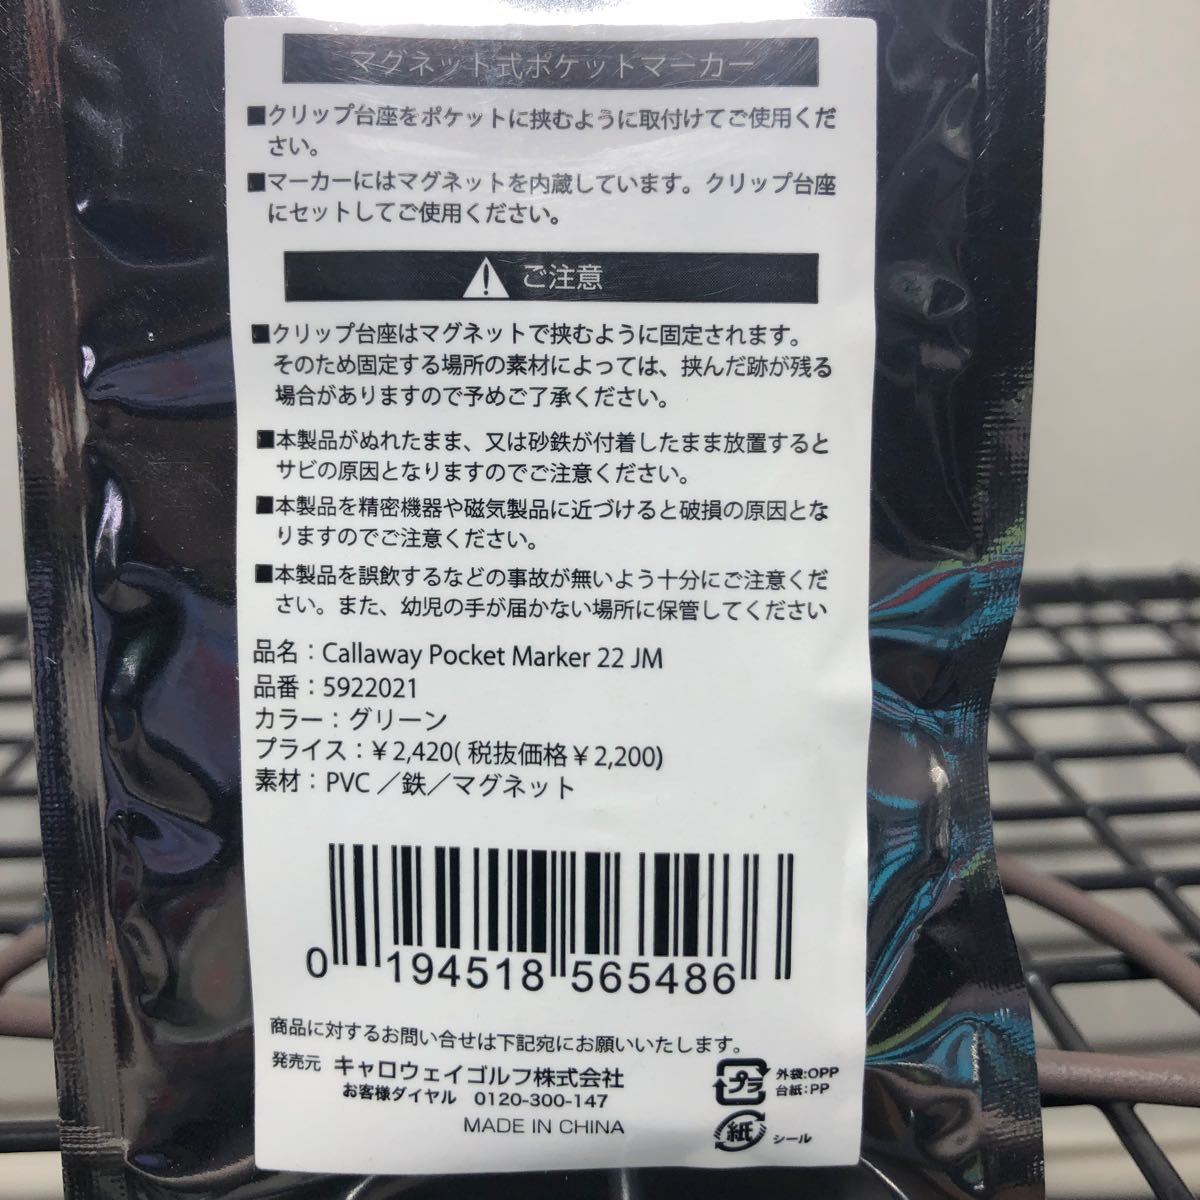 マグネット式ポケットマーカー
■クリップ台座をポケットに挟むように取付けてご使用くだ
さい。
■マーカーにはマグネットを内蔵しています。クリップ台座
にセットしてご使用ください。
ご注意
■クリップ台座はマグネットで挟むように固定されます。
そのため固定する場所の素材によっては、挟んだ跡が残る
場合がありますので予めご了承ください。
■本製品がぬれたまま、又は砂鉄が付着したまま放置すると
サビの原因となりますのでご注意ください。
■本製品を精密機器や磁気製品に近づけると破損の原因とな
りますのでご注意ください。
■本製品を誤飲するなどの事故が無いよう十分にご注意くだ
さい。また、幼児の手が届かない場所に保管してください
品名：Callaway Pocket Marker 22 JM
品番：5922021
カラー：グリーン
プライス：￥2,420( 税抜価格￥2,200)
素材：PVC ／鉄／マグネット
0 194518 565486
商品に対するお問い合せは下記宛にお願いいたします。
発売元 キャロウェイゴルフ株式会社
お客様ダイヤル 0120-300-147
MADE IN CHINA
プラ 外袋:OPP
台紙:PP
紙 シール